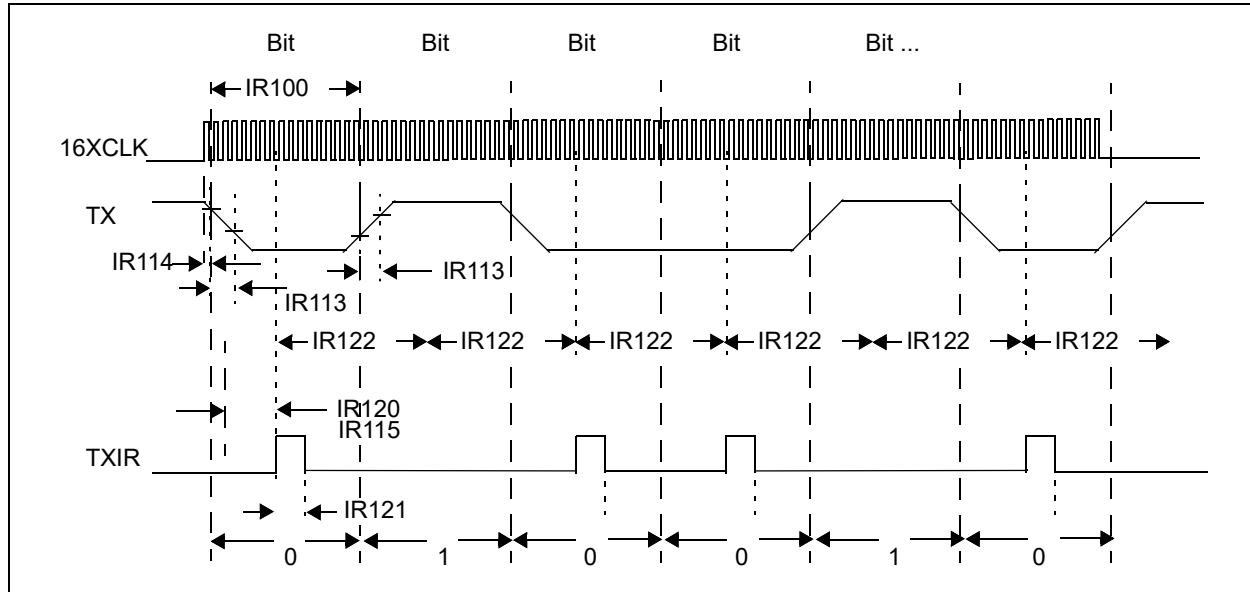 Bit Bit Bit Bit Bit ...
IR100
16XCLK
TX
IR114 IR113
IR113
IR122 IR122 IR122 IR122 IR122 IR122
IR120
IR115
TXIR
IR121
0 1 0 0 1 0